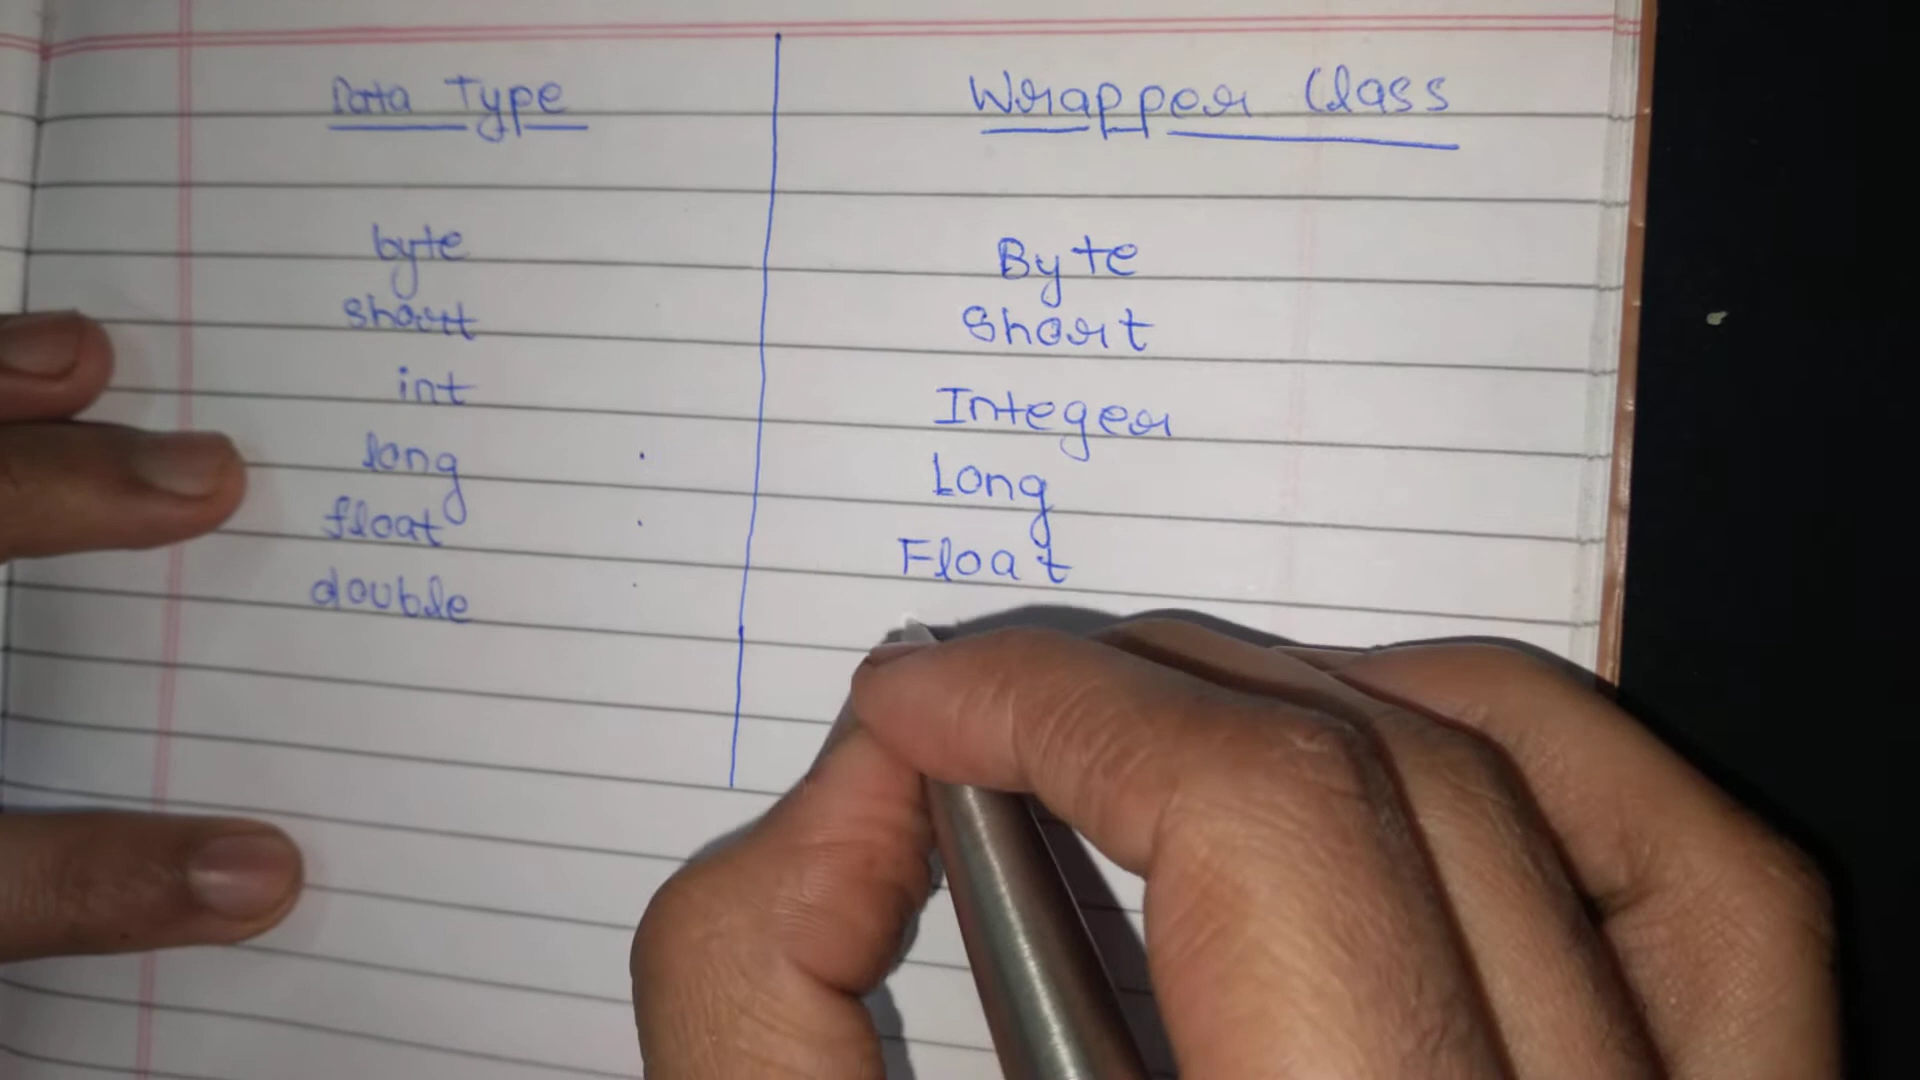 Data Type Wrapper Class
byte Byte
short Short
int Integer
long Long
float Float
double